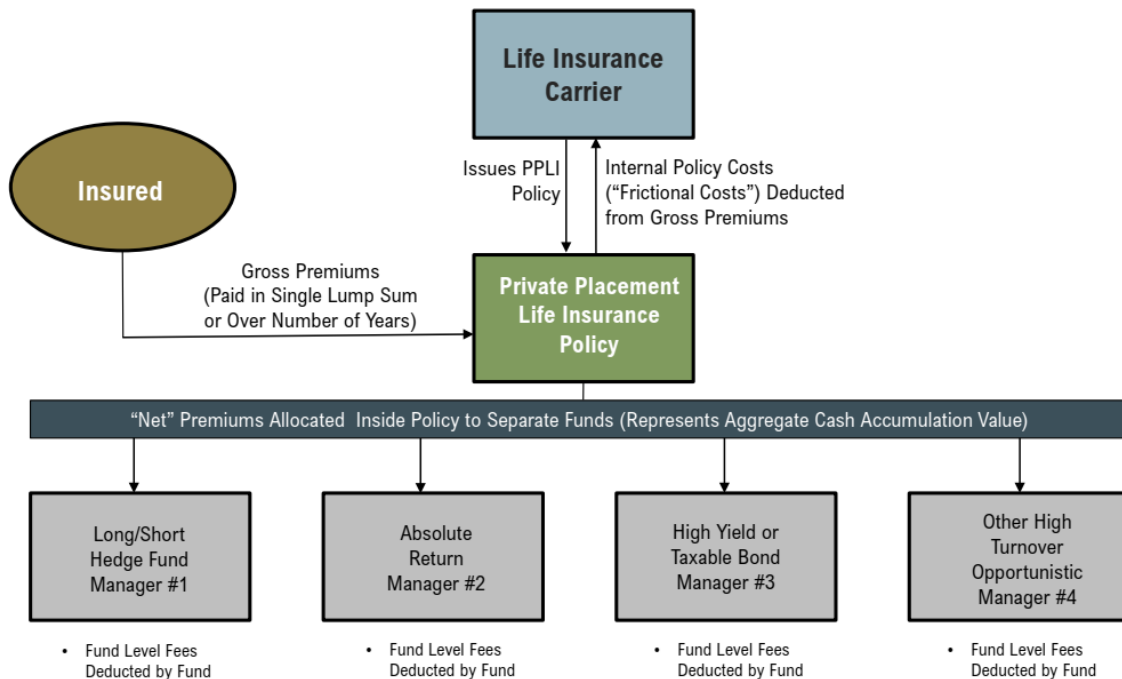 Life Insurance
Carrier
Insured
Issues PPLI
Policy
Internal Policy Costs
(“Frictional Costs”) Deducted
from Gross Premiums
Gross Premiums
(Paid in Single Lump Sum
or Over Number of Years)
Private Placement
Life Insurance
Policy
“Net” Premiums Allocated Inside Policy to Separate Funds (Represents Aggregate Cash Accumulation Value)
Long/Short
Hedge Fund
Manager #1
Absolute
Return
Manager #2
High Yield or
Taxable Bond
Manager #3
Other High
Turnover
Opportunistic
Manager #4
• Fund Level Fees
Deducted by Fund
• Fund Level Fees
Deducted by Fund
• Fund Level Fees
Deducted by Fund
• Fund Level Fees
Deducted by Fund